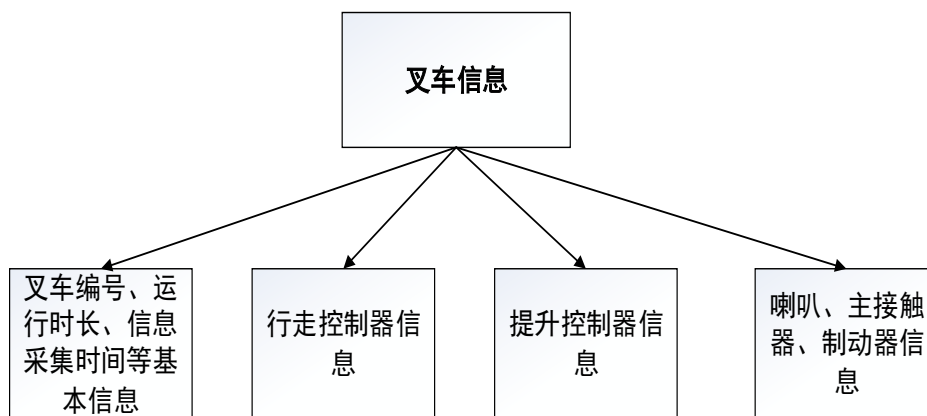 叉车信息
叉车编号、运
行时长、信息
采集时间等基
本信息
行走控制器信
息
提升控制器信
息
喇叭、主接触
器、制动器信
息